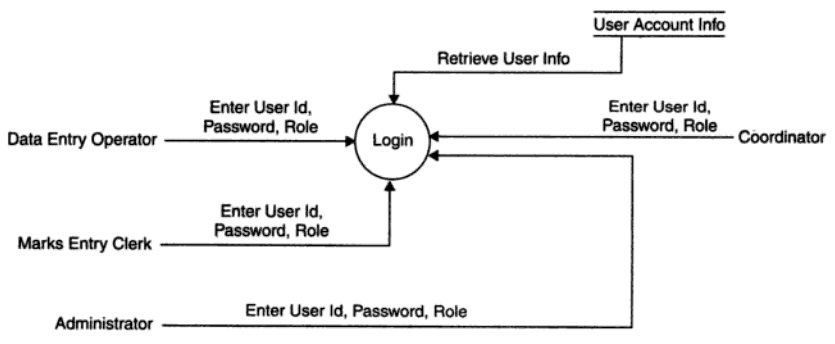 User Account Info
Retrieve User Info
Enter User Id,
Password, Role
Data Entry Operator
Login
Enter User Id,
Password, Role
Coordinator
Enter User Id,
Password, Role
Marks Entry Clerk
Enter User Id, Password, Role
Administrator